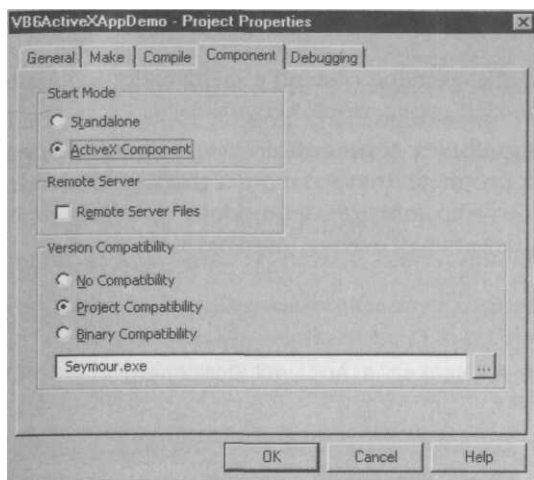 VB6ActiveXAppDemo - Project Properties
General Make Compile Component Debugging
Start Mode
Standalone
ActiveX Component
Remote Server
Remote Server Files
Version Compatibility
No Compatibility
Project Compatibility
Binary Compatibility
Seymour.exe ...
OK Cancel Help